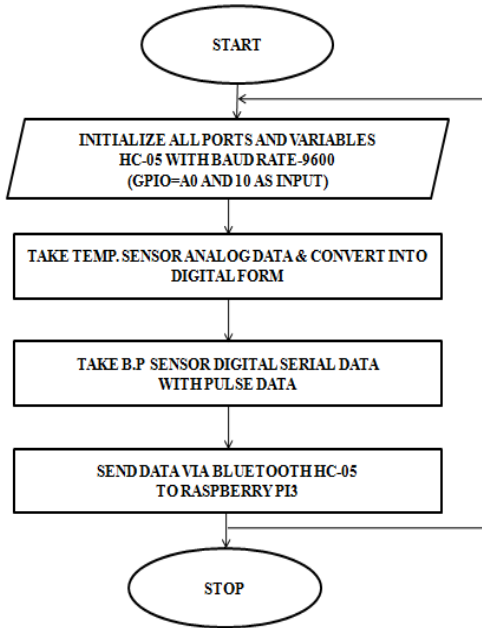 START
INITIALIZE ALL PORTS AND VARIABLES
HC-05 WITH BAUD RATE-9600
(GPIO=A0 AND 10 AS INPUT)
TAKE TEMP. SENSOR ANALOG DATA & CONVERT INTO
DIGITAL FORM
TAKE B.P SENSOR DIGITAL SERIAL DATA
WITH PULSE DATA
SEND DATA VIA BLUETOOTH HC-05
TO RASPBERRY PI3
STOP